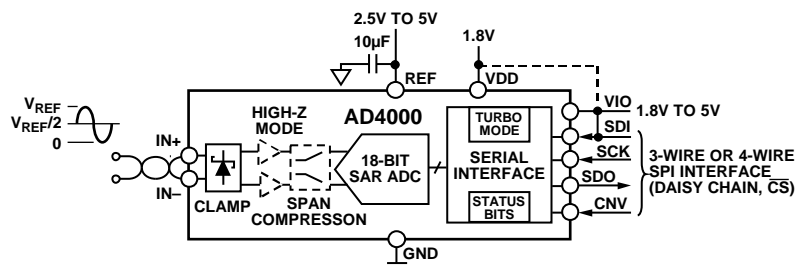 2.5V TO 5V
1.8V
10µF
REF
VDD
VREF
VREF/2
0
HIGH-Z
MODE
AD4000
TURBO
MODE
VIO
1.8V TO 5V
IN+
IN−
SDI
SCK
SDO
CNV
18-BIT
SAR ADC
SERIAL
INTERFACE
3-WIRE OR 4-WIRE
SPI INTERFACE
(DAISY CHAIN, C̅S̅)
CLAMP
SPAN
COMPRESSON
STATUS
BITS
GND